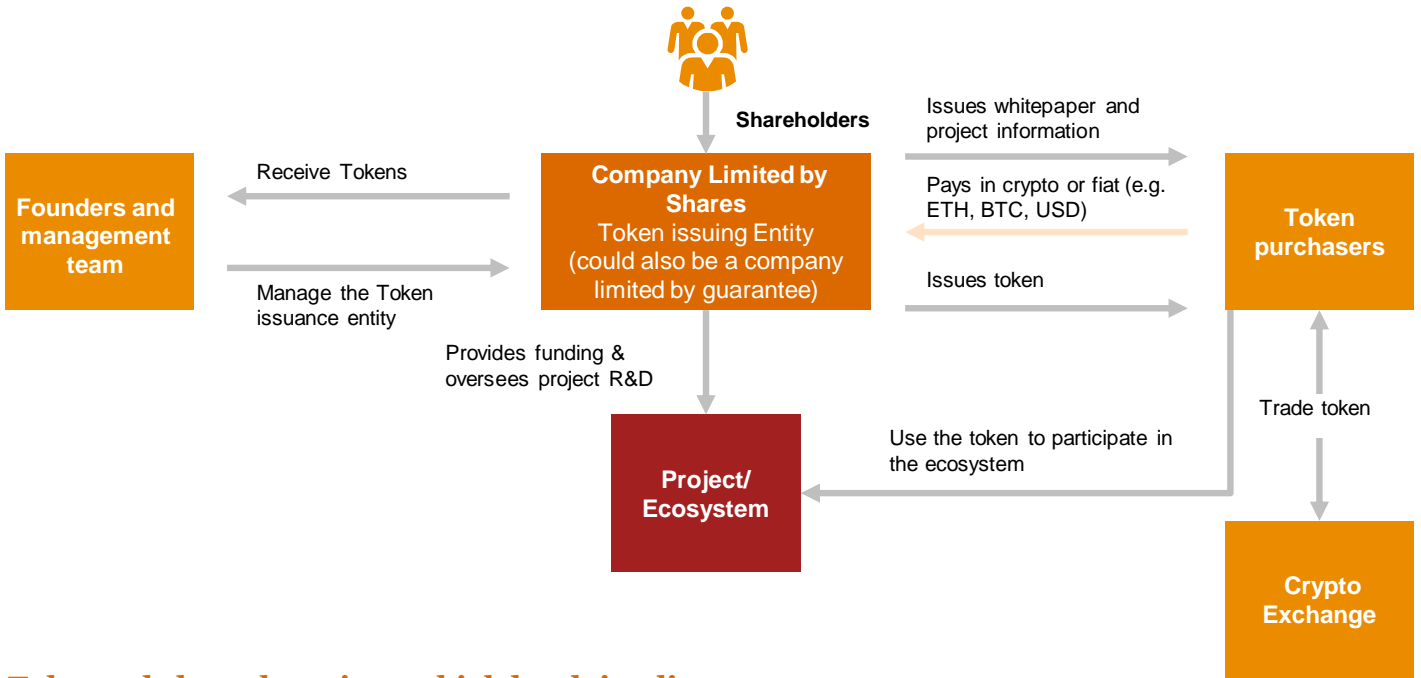 Shareholders
Issues whitepaper and
project information
Receive Tokens
Founders and
management
team
Manage the Token
issuance entity
Company Limited by
Shares
Token issuing Entity
(could also be a company
limited by guarantee)
Pays in crypto or fiat (e.g.
ETH, BTC, USD)
Issues token
Token
purchasers
Provides funding &
oversees project R&D
Project/
Ecosystem
Use the token to participate in
the ecosystem
Trade token
Crypto
Exchange